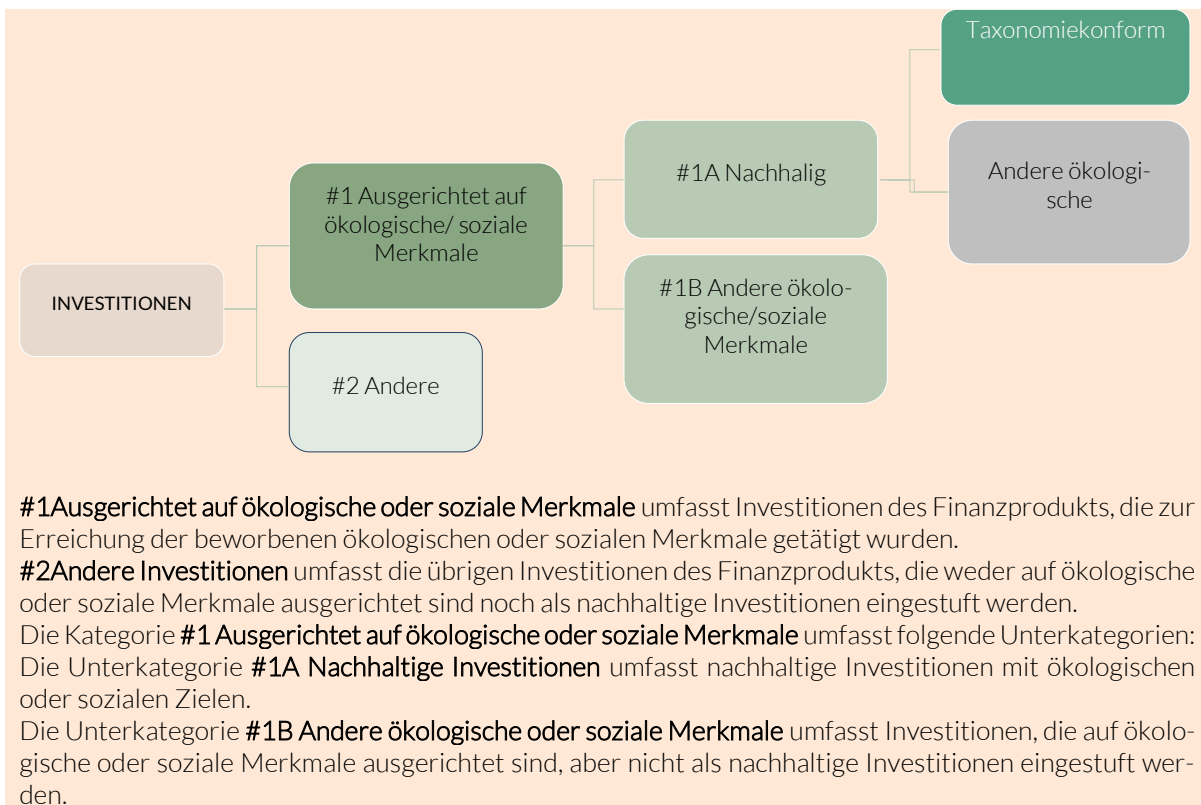 Taxonomiekonform
#1A Nachhalig
Andere ökologi-
sche
#1 Ausgerichtet auf
ökologische/ soziale
Merkmale
INVESTITIONEN
#1B Andere ökolo-
gische/soziale
Merkmale
#2 Andere
#1Ausgerichtet auf ökologische oder soziale Merkmale umfasst Investitionen des Finanzprodukts, die zur
Erreichung der beworbenen ökologischen oder sozialen Merkmale getätigt wurden.
#2Andere Investitionen umfasst die übrigen Investitionen des Finanzprodukts, die weder auf ökologische
oder soziale Merkmale ausgerichtet sind noch als nachhaltige Investitionen eingestuft werden.
Die Kategorie #1 Ausgerichtet auf ökologische oder soziale Merkmale umfasst folgende Unterkategorien:
Die Unterkategorie #1A Nachhaltige Investitionen umfasst nachhaltige Investitionen mit ökologischen
oder sozialen Zielen.
Die Unterkategorie #1B Andere ökologische oder soziale Merkmale umfasst Investitionen, die auf ökolo-
gische oder soziale Merkmale ausgerichtet sind, aber nicht als nachhaltige Investitionen eingestuft wer-
den.